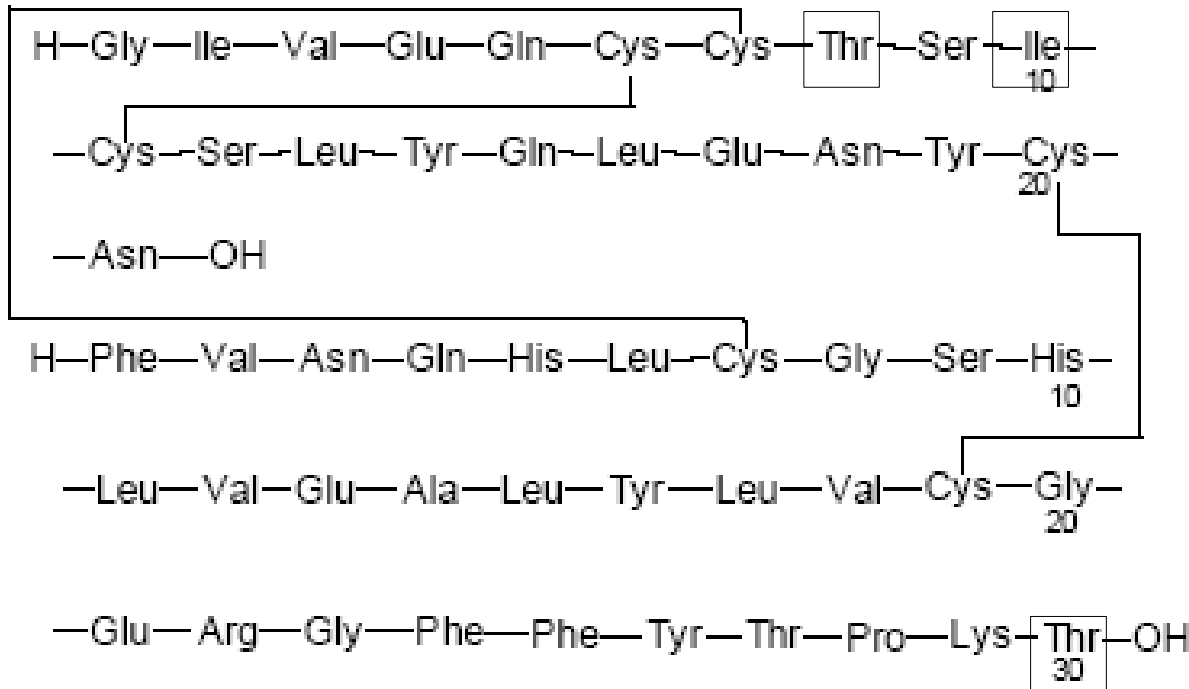 H-Gly-Ile-Val-Glu-Gln-Cys-Cys-Thr-Ser-Ile-
10
-Cys-Ser-Leu-Tyr-Gln-Leu-Glu-Asn-Tyr-Cys-
20
-Asn-OH
H-Phe-Val-Asn-Gln-His-Leu-Cys-Gly-Ser-His-
10
-Leu-Val-Glu-Ala-Leu-Tyr-Leu-Val-Cys-Gly-
20
-Glu-Arg-Gly-Phe-Phe-Tyr-Thr-Pro-Lys-Thr-OH
30